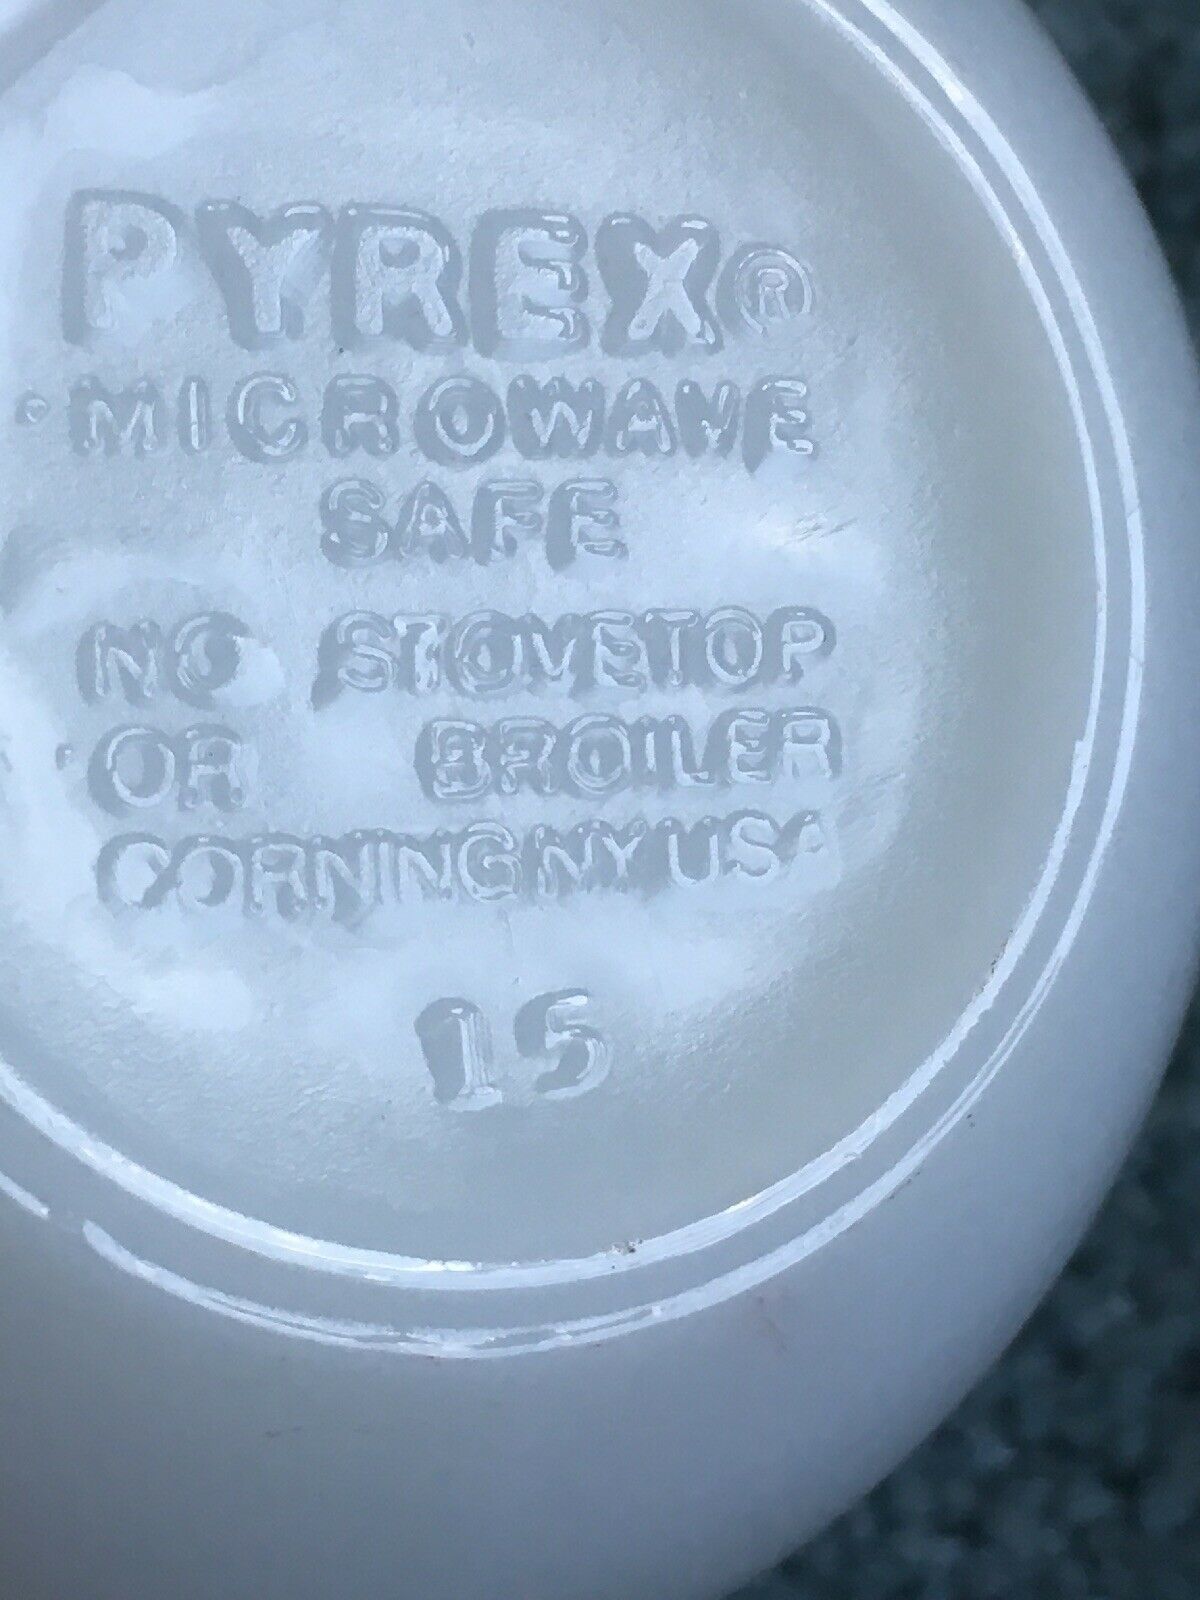 PYREX®
MICROWAVE
SAFE
NO STOVETOP
OR BROILER
CORNING NY USA
15